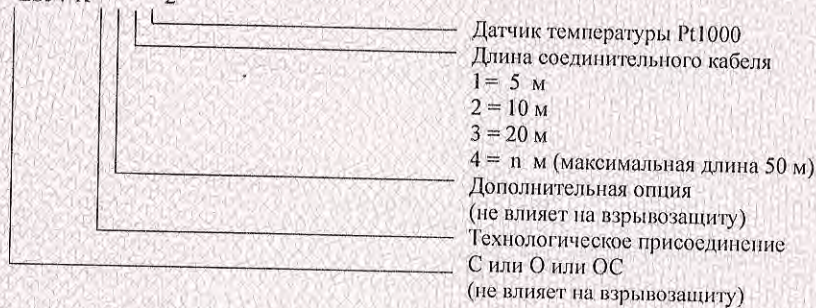 Датчик температуры Pt1000
Длина соединительного кабеля
1 = 5 м
2 = 10 м
3 = 20 м
4 = n м (максимальная длина 50 м)
Дополнительная опция
(не влияет на взрывозащиту)
Технологическое присоединение
С или О или ОС
(не влияет на взрывозащиту)